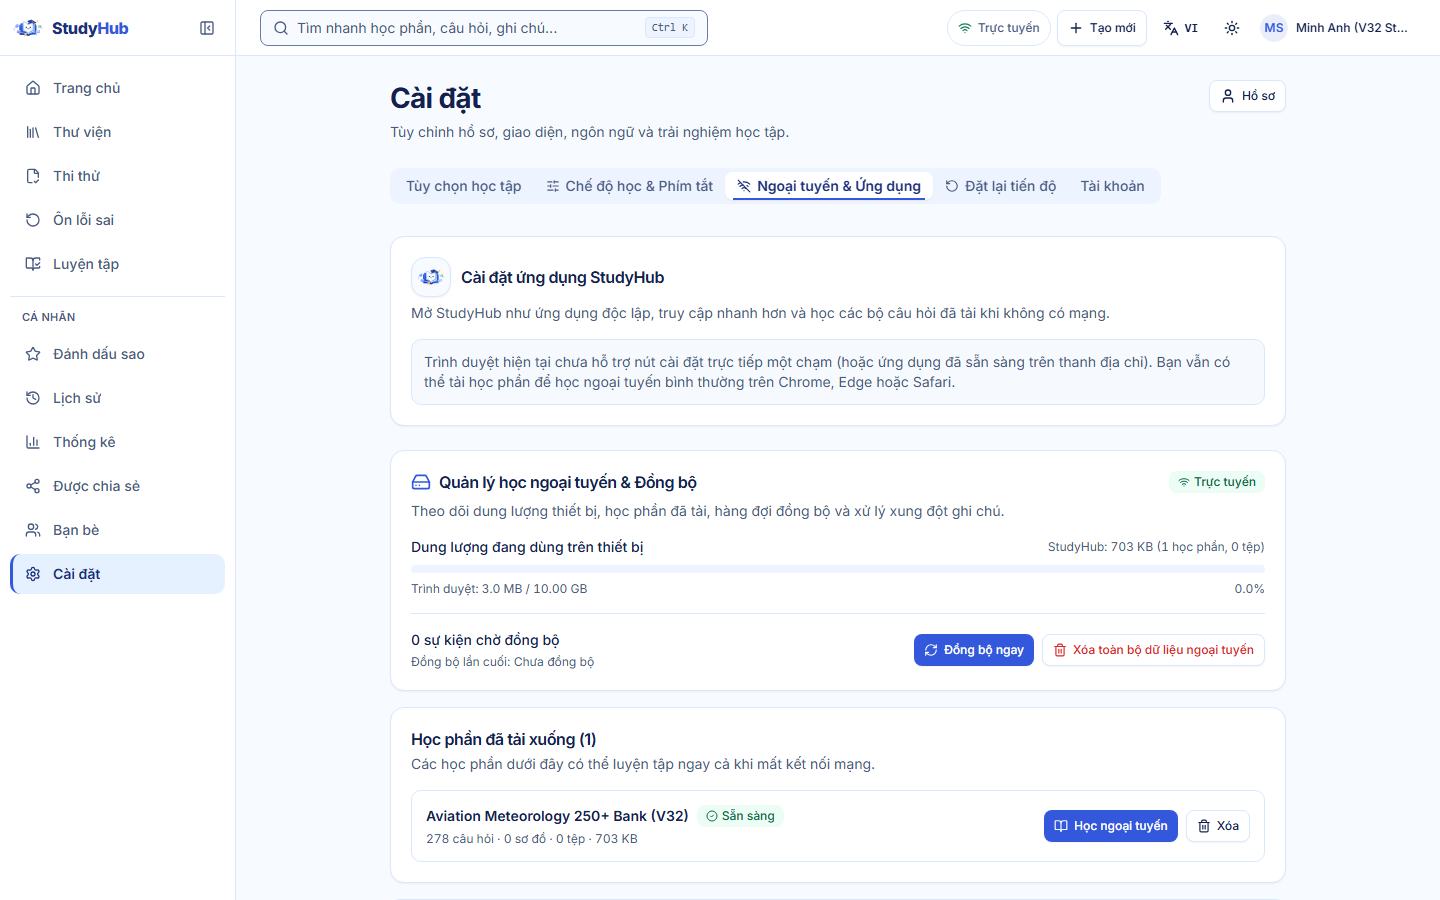 StudyHub
Tìm nhanh học phần, câu hỏi, ghi chú...
Ctrl K
Trực tuyến
Tạo mới
VI
MS
Minh Anh (V32 St...
Trang chủ
Thư viện
Thi thử
Ôn lỗi sai
Luyện tập
CÁ NHÂN
Đánh dấu sao
Lịch sử
Thống kê
Được chia sẻ
Bạn bè
Cài đặt
Cài đặt
Hồ sơ
Tùy chỉnh hồ sơ, giao diện, ngôn ngữ và trải nghiệm học tập.
Tùy chọn học tập
Chế độ học & Phím tắt
Ngoại tuyến & Ứng dụng
Đặt lại tiến độ
Tài khoản
Cài đặt ứng dụng StudyHub
Mở StudyHub như ứng dụng độc lập, truy cập nhanh hơn và học các bộ câu hỏi đã tải khi không có mạng.
Trình duyệt hiện tại chưa hỗ trợ nút cài đặt trực tiếp một chạm (hoặc ứng dụng đã sẵn sàng trên thanh địa chỉ). Bạn vẫn có
thể tải học phần để học ngoại tuyến bình thường trên Chrome, Edge hoặc Safari.
Quản lý học ngoại tuyến & Đồng bộ
Trực tuyến
Theo dõi dung lượng thiết bị, học phần đã tải, hàng đợi đồng bộ và xử lý xung đột ghi chú.
Dung lượng đang dùng trên thiết bị
StudyHub: 703 KB (1 học phần, 0 tệp)
Trình duyệt: 3.0 MB / 10.00 GB
0.0%
0 sự kiện chờ đồng bộ
Đồng bộ lần cuối: Chưa đồng bộ
Đồng bộ ngay
Xóa toàn bộ dữ liệu ngoại tuyến
Học phần đã tải xuống (1)
Các học phần dưới đây có thể luyện tập ngay cả khi mất kết nối mạng.
Aviation Meteorology 250+ Bank (V32)
Sẵn sàng
278 câu hỏi · 0 sơ đồ · 0 tệp · 703 KB
Học ngoại tuyến
Xóa